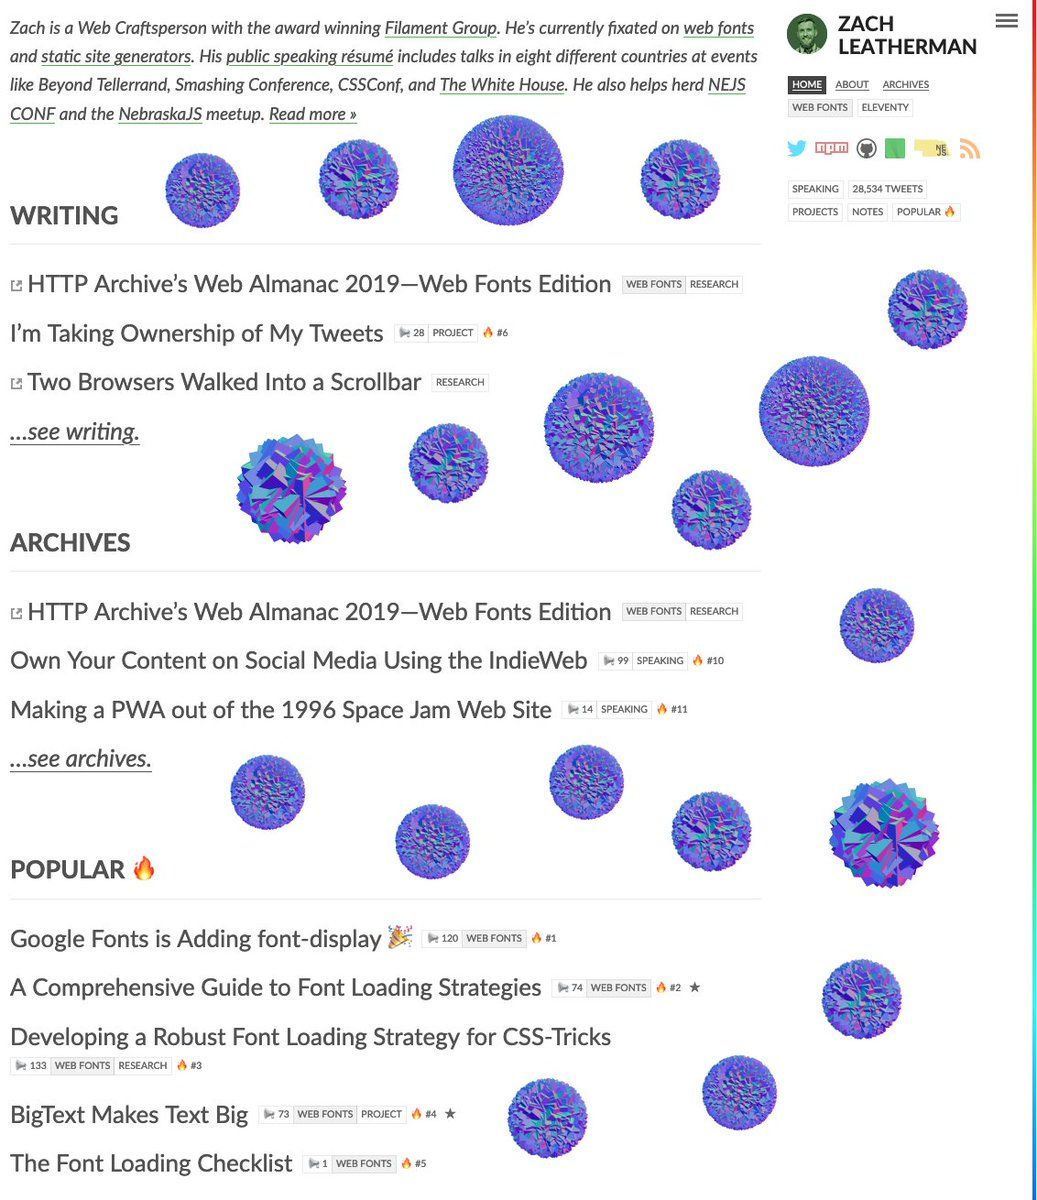 Zach is a Web Craftsperson with the award winning Filament Group. He’s currently fixated on web fonts
and static site generators. His public speaking résumé includes talks in eight different countries at events
like Beyond Tellerrand, Smashing Conference, CSSConf, and The White House. He also helps herd NEJS
CONF and the NebraskaJS meetup. Read more »
ZACH
LEATHERMAN
HOME ABOUT ARCHIVES
WEB FONTS ELEVENTY
npm NE JS
SPEAKING 28,534 TWEETS
PROJECTS NOTES POPULAR 🔥
WRITING
HTTP Archive’s Web Almanac 2019—Web Fonts Edition WEB FONTS RESEARCH
I’m Taking Ownership of My Tweets 28 PROJECT 🔥 #6
Two Browsers Walked Into a Scrollbar RESEARCH
…see writing.
ARCHIVES
HTTP Archive’s Web Almanac 2019—Web Fonts Edition WEB FONTS RESEARCH
Own Your Content on Social Media Using the IndieWeb 99 SPEAKING 🔥 #10
Making a PWA out of the 1996 Space Jam Web Site 14 SPEAKING 🔥 #11
…see archives.
POPULAR 🔥
Google Fonts is Adding font-display 🎉 120 WEB FONTS 🔥 #1
A Comprehensive Guide to Font Loading Strategies 74 WEB FONTS 🔥 #2 ★
Developing a Robust Font Loading Strategy for CSS-Tricks
133 WEB FONTS RESEARCH 🔥 #3
BigText Makes Text Big 73 WEB FONTS PROJECT 🔥 #4 ★
The Font Loading Checklist 1 WEB FONTS 🔥 #5